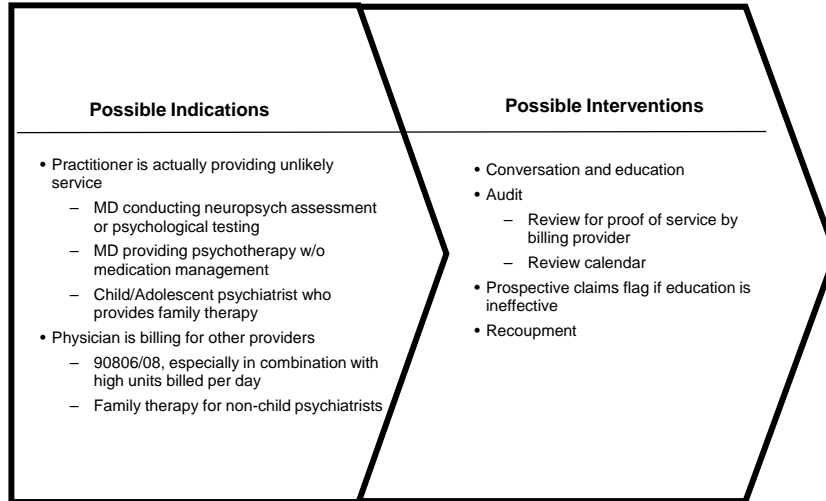 Possible Indications
• Practitioner is actually providing unlikely
service
– MD conducting neuropsych assessment
or psychological testing
– MD providing psychotherapy w/o
medication management
– Child/Adolescent psychiatrist who
provides family therapy
• Physician is billing for other providers
– 90806/08, especially in combination with
high units billed per day
– Family therapy for non-child psychiatrists
Possible Interventions
• Conversation and education
• Audit
– Review for proof of service by
billing provider
– Review calendar
• Prospective claims flag if education is
ineffective
• Recoupment